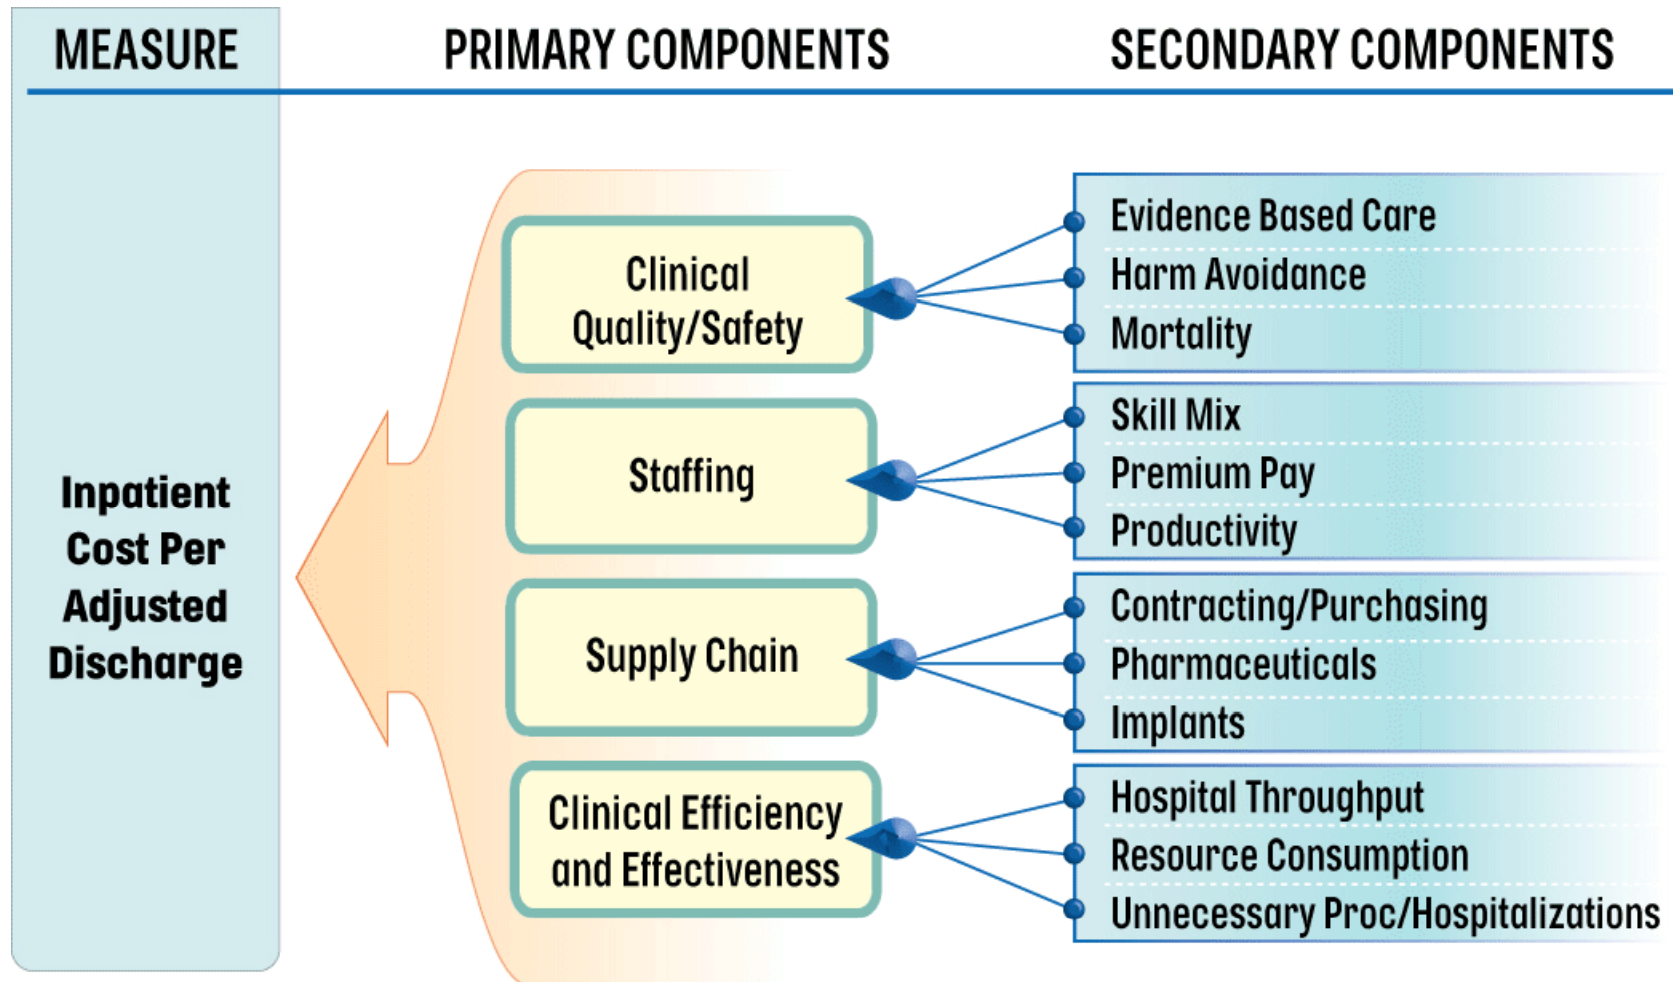 MEASURE
PRIMARY COMPONENTS
SECONDARY COMPONENTS
Inpatient
Cost Per
Adjusted
Discharge
Clinical
Quality/Safety
Evidence Based Care
Harm Avoidance
Mortality
Staffing
Skill Mix
Premium Pay
Productivity
Supply Chain
Contracting/Purchasing
Pharmaceuticals
Implants
Clinical Efficiency
and Effectiveness
Hospital Throughput
Resource Consumption
Unnecessary Proc/Hospitalizations